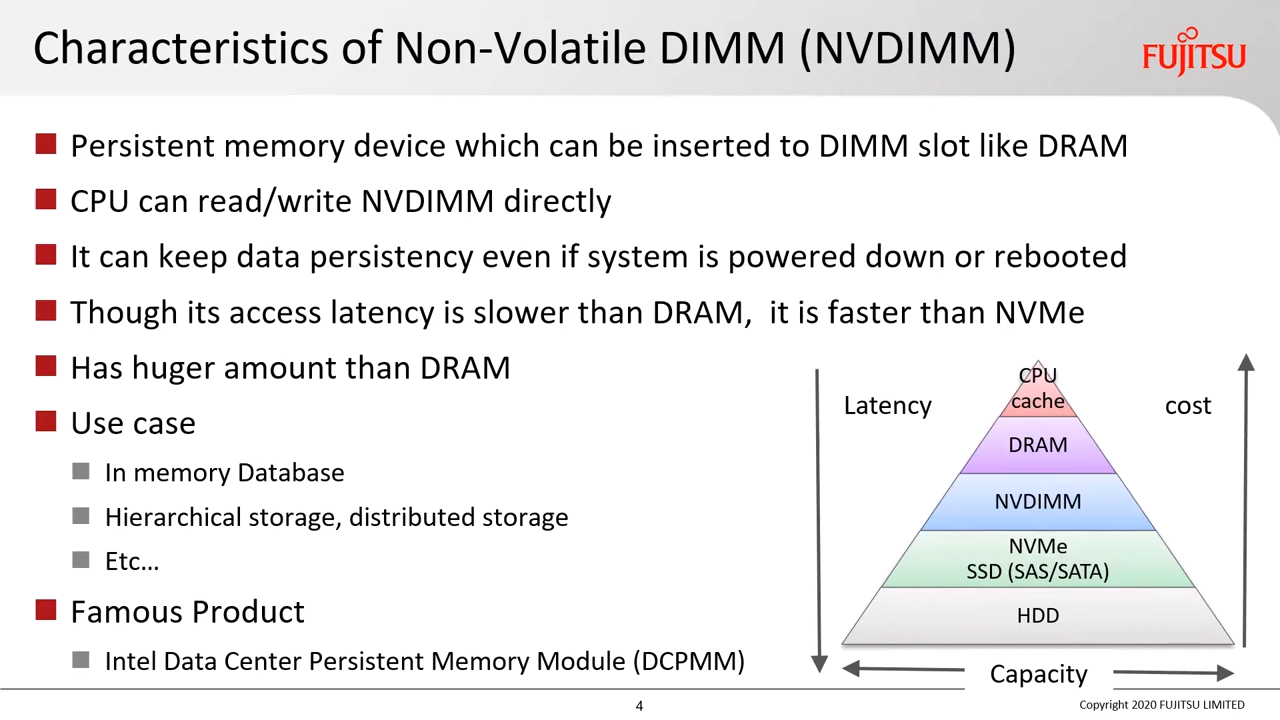 Characteristics of Non-Volatile DIMM (NVDIMM)
FUJITSU
Persistent memory device which can be inserted to DIMM slot like DRAM
CPU can read/write NVDIMM directly
It can keep data persistency even if system is powered down or rebooted
Though its access latency is slower than DRAM,  it is faster than NVMe
Has huger amount than DRAM
Use case
In memory Database
Hierarchical storage, distributed storage
Etc…
Famous Product
Intel Data Center Persistent Memory Module (DCPMM)
Latency
cost
CPU
cache
DRAM
NVDIMM
NVMe
SSD (SAS/SATA)
HDD
Capacity
4
Copyright 2020 FUJITSU LIMITED